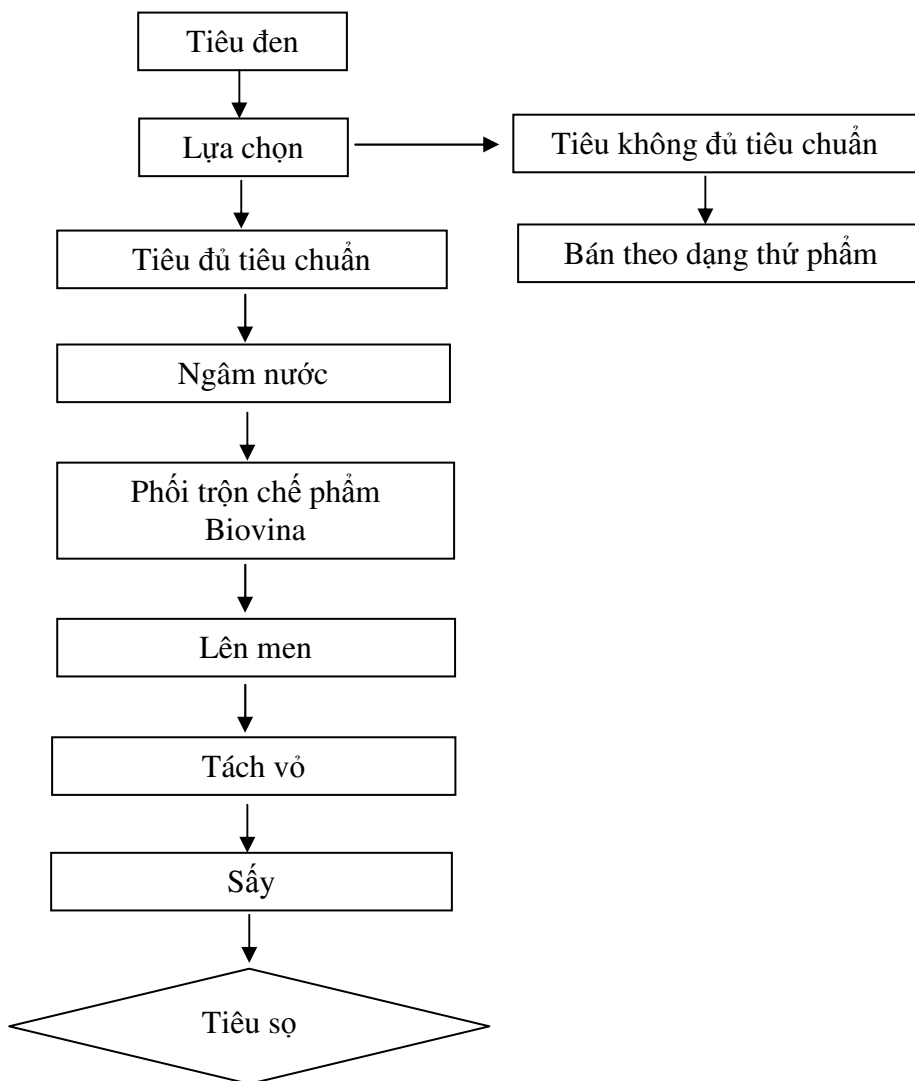 Tiêu đen
Lựa chọn
Tiêu không đủ tiêu chuẩn
Tiêu đủ tiêu chuẩn
Bán theo dạng thứ phẩm
Ngâm nước
Phối trộn chế phẩm
Biovina
Lên men
Tách vỏ
Sấy
Tiêu sọ